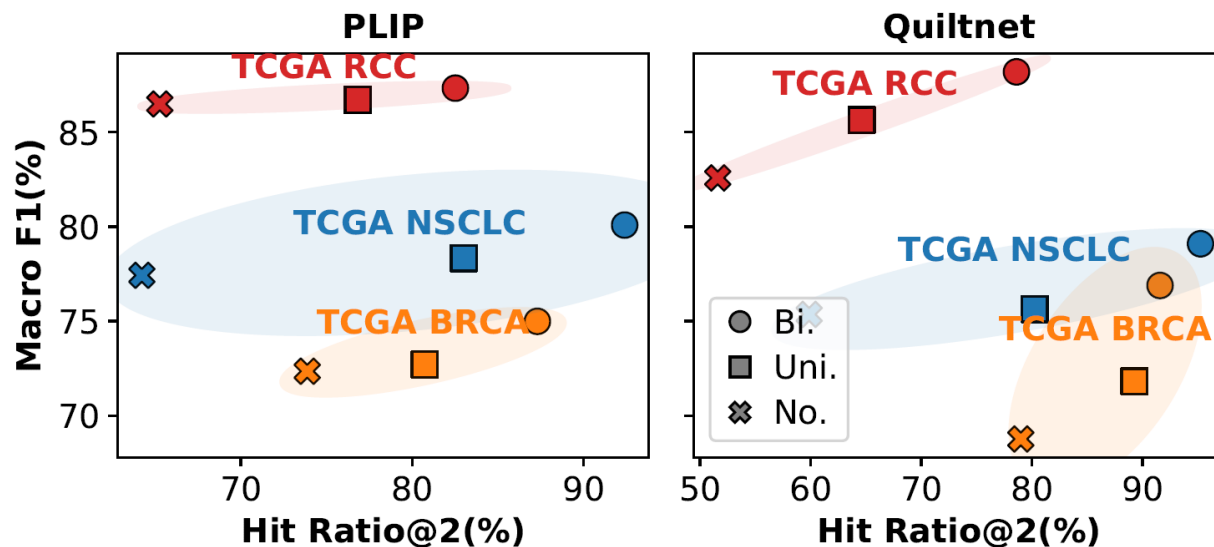 PLIP
Quiltnet
TCGA RCC
TCGA RCC
TCGA NSCLC
TCGA NSCLC
TCGA BRCA
TCGA BRCA
Macro F1(%)
85
80
75
70
Bi.
Uni.
No.
70 80 90
50 60 70 80 90
Hit Ratio@2(%)
Hit Ratio@2(%)